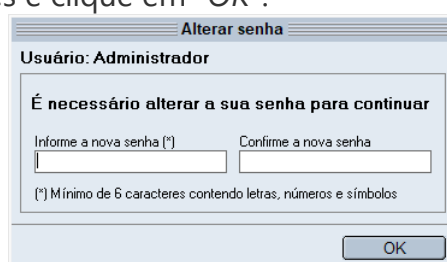 es e clique em "OK".
Alterar senha
Usuário: Administrador
É necessário alterar a sua senha para continuar
Informe a nova senha (*)
Confirme a nova senha
(*) Mínimo de 6 caracteres contendo letras, números e símbolos
OK